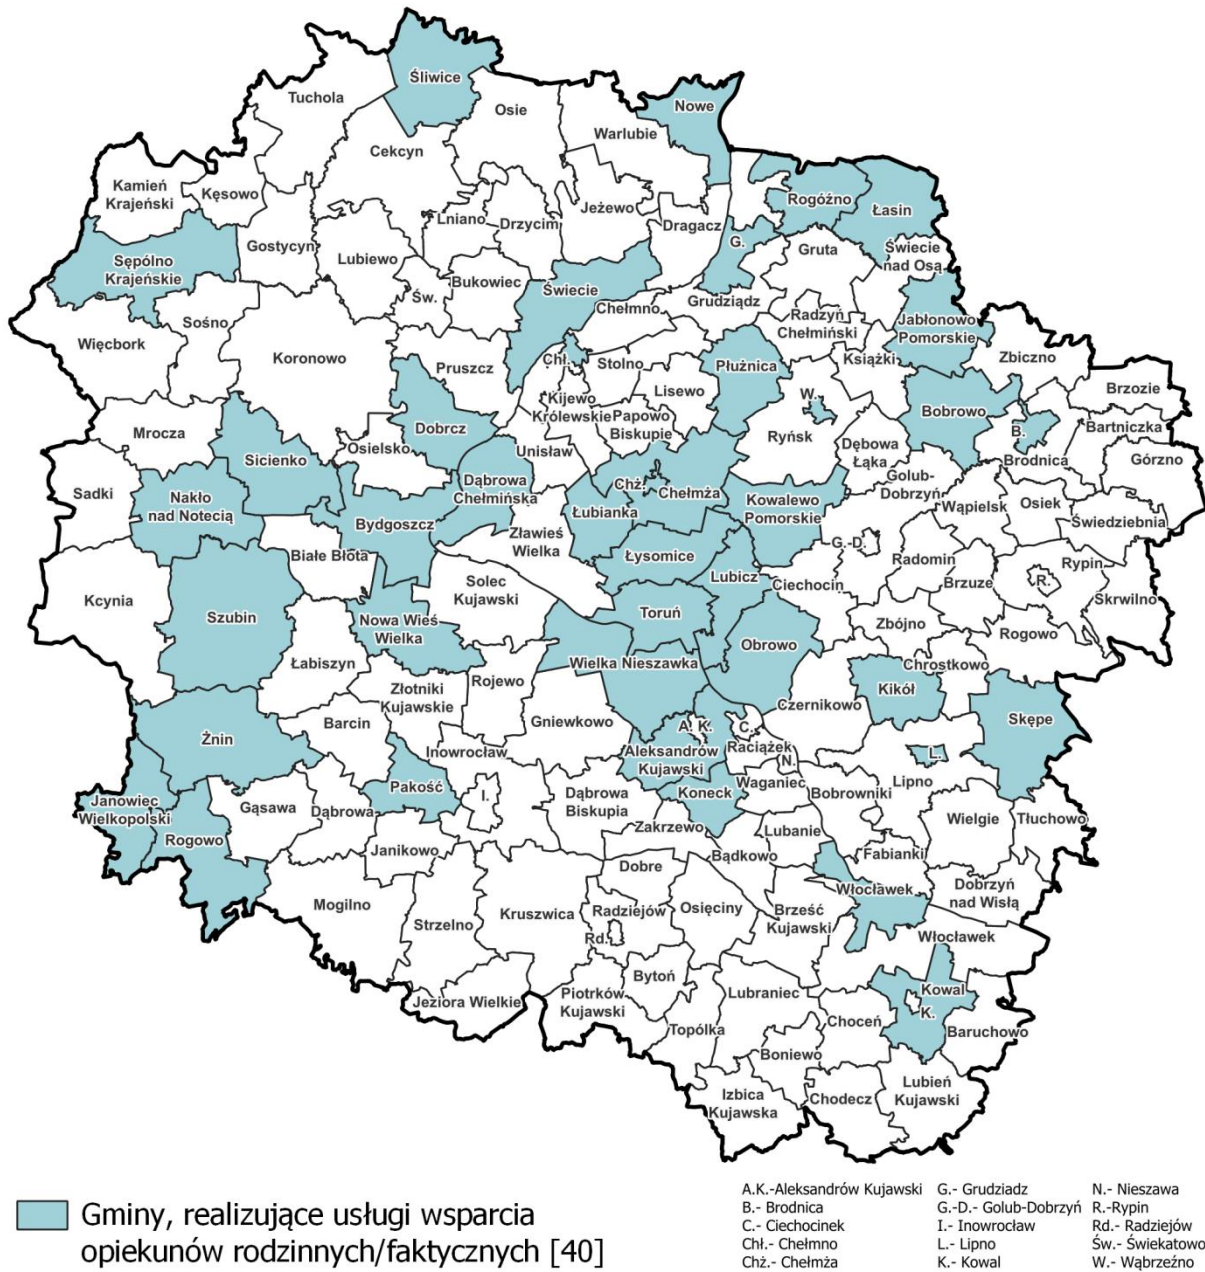 Śliwice
Tuchola
Osie
Nowe
Warlubie
Cekcyn
Kamień
Krajeński
Kęsowo
Rogóźno
Łasin
Jeżewo
Lniano
Drzycim
Dragacz
Gostycyn
G.
Gruta
Świecie
nad Osą
Sępólno
Krajeńskie
Lubiewo
Bukowiec
Świecie
Św.
Chełmno
Grudziądz
Sośno
Radzyń
Chełmiński
Jabłonowo
Pomorskie
Więcbork
Koronowo
Książki
Zbiczno
Pruszcz
Chł.
Stolno
Płużnica
Brzozie
Lisewo
W.
Kijewo
Królewskie
Papowo
Biskupie
Bobrowo
Bartniczka
Mrocza
Dobrcz
B.
Ryńsk
Dębowa
Łąka
Osielsko
Unisław
Brodnica
Górzno
Sicienko
Golub-
Dobrzyń
Sadki
Dąbrowa
Chełmińska
Chż.
Chełmża
Nakło
nad Notecią
Kowalewo
Pomorskie
Wąpielsk
Osiek
Łubianka
Świedziebnia
Bydgoszcz
Zławieś
Wielka
G.-D.
Białe Błota
Łysomice
Radomin
Rypin
Solec
Kujawski
Lubicz
Ciechocin
Brzuze
R.
Kcynia
Skrwilno
Szubin
Nowa Wieś
Wielka
Toruń
Zbójno
Rogowo
Obrowo
Łabiszyn
Wielka Nieszawka
Chrostkowo
Rojewo
Kikół
Złotniki
Kujawskie
Czernikowo
Skępe
Barcin
Gniewkowo
A. K.
C.
Żnin
Inowrocław
Aleksandrów
Kujawski
Raciążek
L.
N.
Pakość
I.
Koneck
Waganiec
Lipno
Janowiec
Wielkopolski
Gąsawa
Dąbrowa
Dąbrowa
Biskupia
Bobrowniki
Wielgie
Tłuchowo
Zakrzewo
Lubanie
Rogowo
Janikowo
Bądkowo
Fabianki
Dobre
Włocławek
Dobrzyń
nad Wisłą
Mogilno
Kruszwica
Radziejów
Osięciny
Brześć
Kujawski
Strzelno
Rd.
Włocławek
Bytoń
Kowal
Jeziora Wielkie
Piotrków
Kujawski
Lubraniec
K.
Choceń
Baruchowo
Topólka
Boniewo
Izbica
Kujawska
Chodecz
Lubień
Kujawski
Gminy, realizujące usługi wsparcia
opiekunów rodzinnych/faktycznych [40]
A.K.-Aleksandrów Kujawski
B.- Brodnica
C.- Ciechocinek
Chł.- Chełmno
Chż.- Chełmża
G.- Grudziadz
G.-D.- Golub-Dobrzyń
I.- Inowrocław
L.- Lipno
K.- Kowal
N.- Nieszawa
R.-Rypin
Rd.- Radziejów
Św.- Świekatowo
W.- Wąbrzeźno